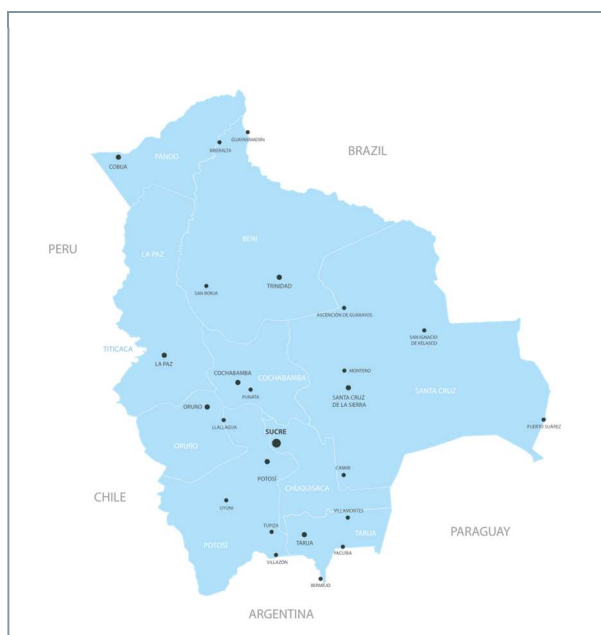 GUAYARAMERÍN
RIBERALTA
BRAZIL
COBIJA
PANDO
PERU
LA PAZ
BENI
TRINIDAD
SAN BORJA
ASCENCIÓN DE GUARAYOS
SAN IGNACIO
DE VELASCO
TITICACA
LA PAZ
COCHABAMBA
COCHABAMBA
MONTERO
PUNATA
SANTA CRUZ
DE LA SIERRA
SANTA CRUZ
ORURO
LLALLAGUA
PUERTO SUÁREZ
SUCRE
ORURO
POTOSÍ
CAMIRI
CHUQUISACA
CHILE
UYUNI
VILLAMONTES
TUPIZA
TARIJA
TARIJA
PARAGUAY
POTOSÍ
YACUIBA
VILLAZÓN
BERMEJO
ARGENTINA